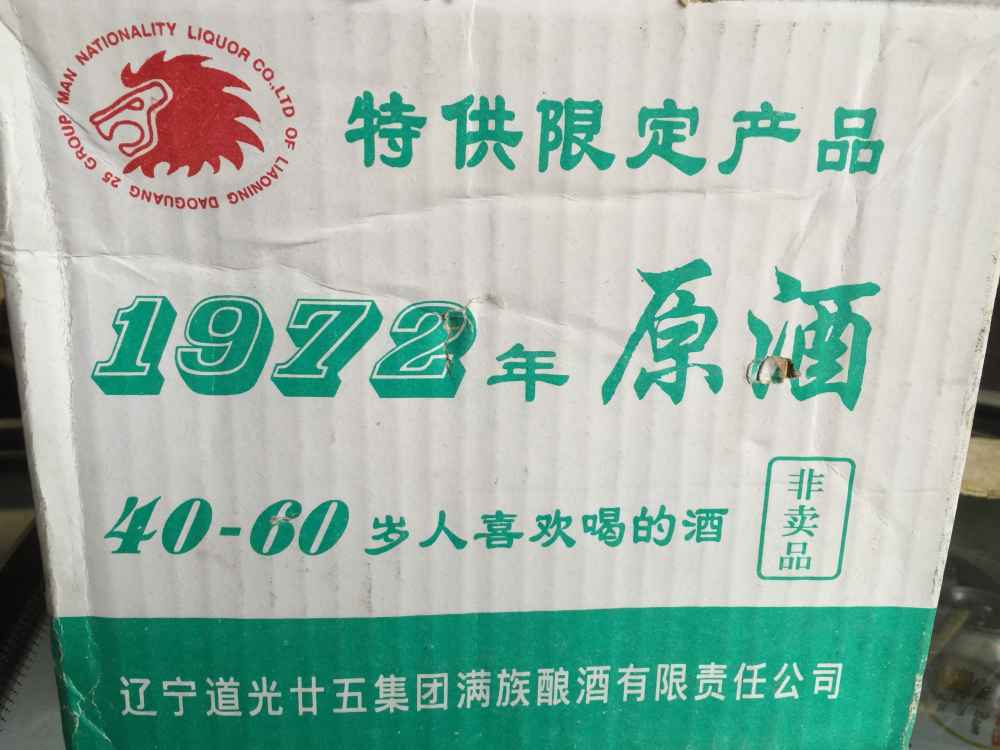 MAN NATIONALITY LIQUOR CO.,LTD OF LIAONING DAOGUANG 25 GROUP
特供限定产品
1972年 原酒
40-60岁人喜欢喝的酒
非卖品
辽宁道光廿五集团满族酿酒有限责任公司